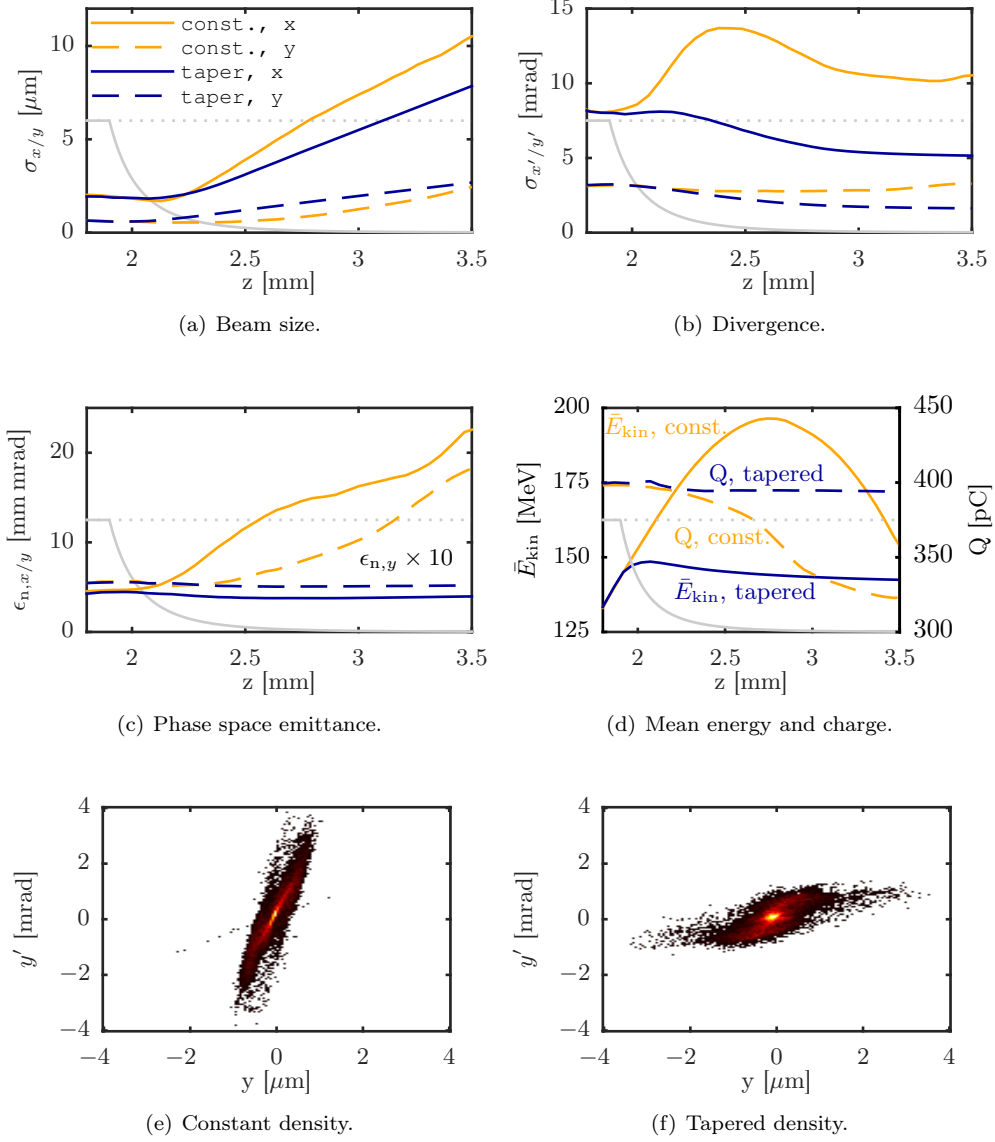 10
5
0
σx/y [μm]
const., x
const., y
taper, x
taper, y
2
2.5
3
3.5
z [mm]
(a) Beam size.
15
10
5
0
σx′/y′ [mrad]
2
2.5
3
3.5
z [mm]
(b) Divergence.
20
10
0
ϵn,x/y [mm mrad]
ϵn,y × 10
2
2.5
3
3.5
z [mm]
(c) Phase space emittance.
200
175
150
125
Ēkin [MeV]
Ēkin, const.
Q, tapered
Q, const.
Ēkin, tapered
450
400
350
300
Q [pC]
2
2.5
3
3.5
z [mm]
(d) Mean energy and charge.
4
2
0
−2
−4
y′ [mrad]
−4
−2
0
2
4
y [μm]
(e) Constant density.
4
2
0
−2
−4
y′ [mrad]
−4
−2
0
2
4
y [μm]
(f) Tapered density.